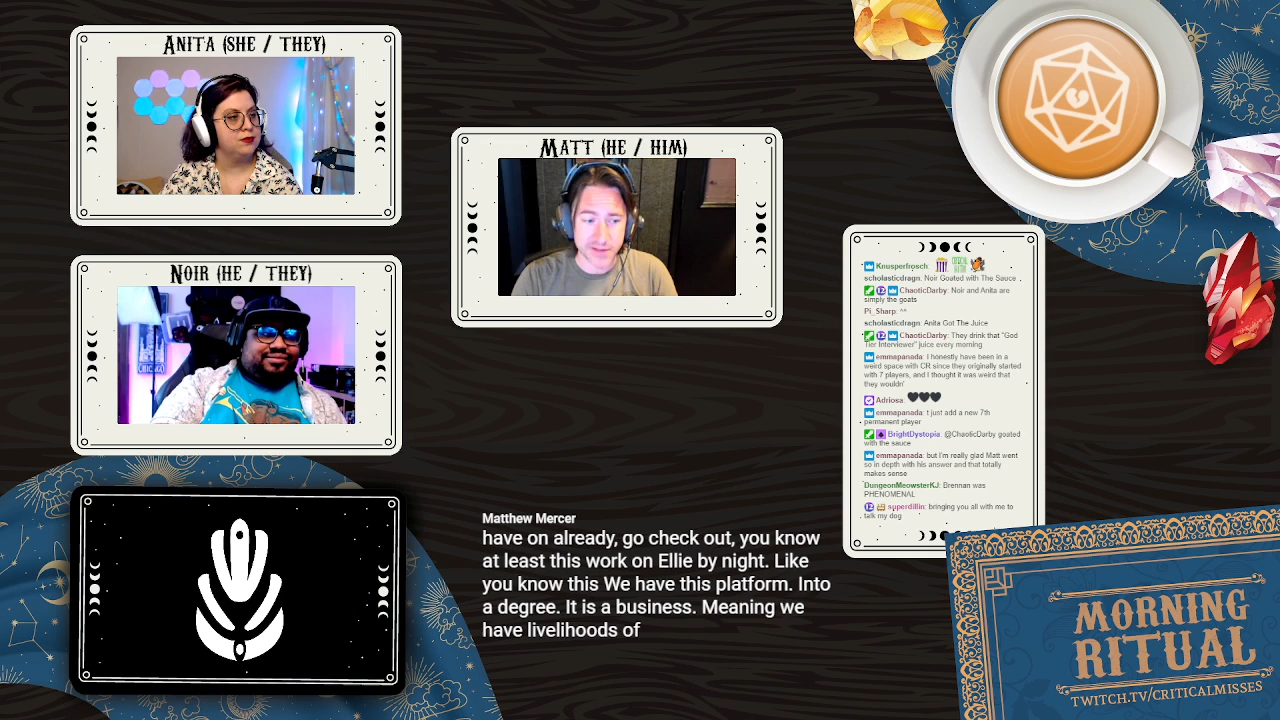 ANITA (SHE / THEY)
MATT (HE / HIM)
NOIR (HE / THEY)
CHICAGO
Knusperfrosch:
scholasticdragn: Noir Goated with The Sauce
12 ChaoticDarby: Noir and Anita are
simply the goats
Pi_Sharp: ^^
scholasticdragn: Anita Got The Juice
12 ChaoticDarby: They drink that "God
Tier Interviewer" juice every morning
emmapanada: I honestly have been in a
weird space with CR since they originally started
with 7 players, and I thought it was weird that
they wouldn'
Adriosa:
emmapanada: t just add a new 7th
permanent player
BrightDystopia: @ChaoticDarby goated
with the sauce
emmapanada: but I'm really glad Matt went
so in depth with his answer and that totally
makes sense
DungeonMeowsterKJ: Brennan was
PHENOMENAL
12 superdillin: bringing you all with me to
talk my dog
Matthew Mercer
have on already, go check out, you know
at least this work on Ellie by night. Like
you know this We have this platform. Into
a degree. It is a business. Meaning we
have livelihoods of
MORNING
RITUAL
TWITCH.TV/CRITICALMISSES